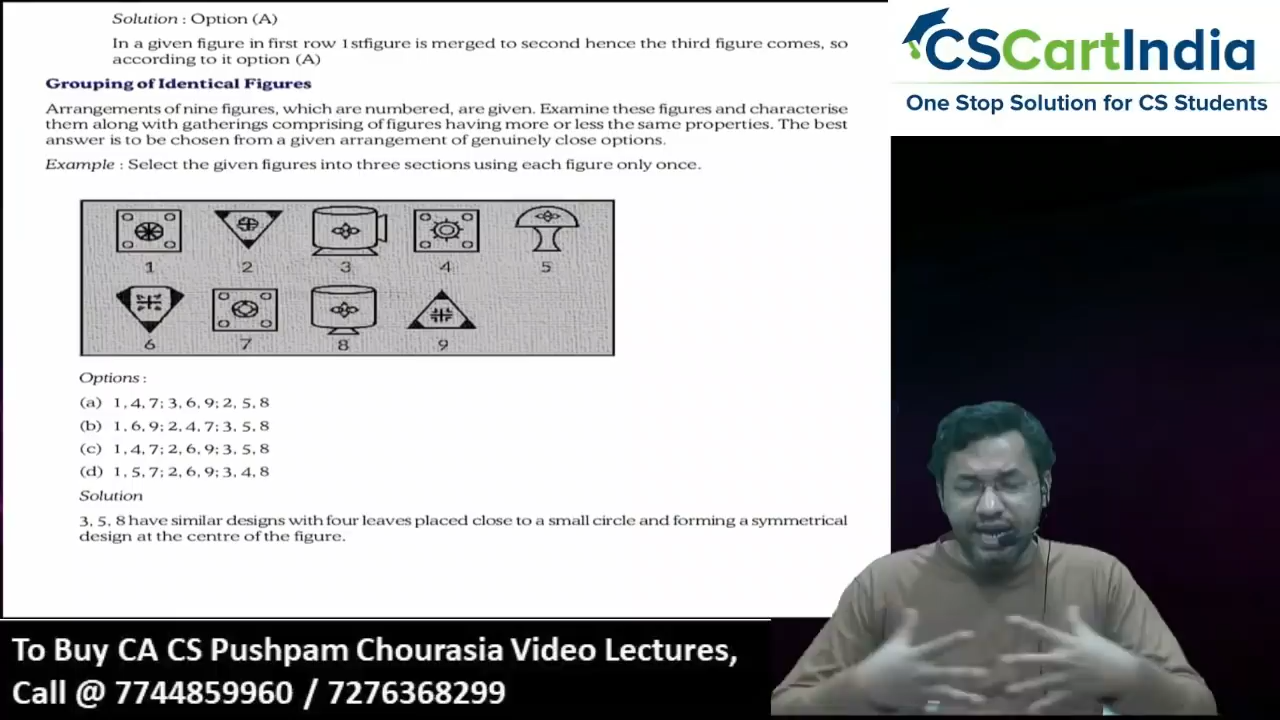 Solution : Option (A)
In a given figure in first row 1stfigure is merged to second hence the third figure comes, so
according to it option (A)
Grouping of Identical Figures
Arrangements of nine figures, which are numbered, are given. Examine these figures and characterise
them along with gatherings comprising of figures having more or less the same properties. The best
answer is to be chosen from a given arrangement of genuinely close options.
Example : Select the given figures into three sections using each figure only once.
1 2 3 4 5
6 7 8 9
Options :
(a) 1, 4, 7; 3, 6, 9; 2, 5, 8
(b) 1, 6, 9; 2, 4, 7; 3, 5, 8
(c) 1, 4, 7; 2, 6, 9; 3, 5, 8
(d) 1, 5, 7; 2, 6, 9; 3, 4, 8
Solution
3, 5, 8 have similar designs with four leaves placed close to a small circle and forming a symmetrical
design at the centre of the figure.
CSCartIndia
One Stop Solution for CS Students
To Buy CA CS Pushpam Chourasia Video Lectures,
Call @ 7744859960 / 7276368299